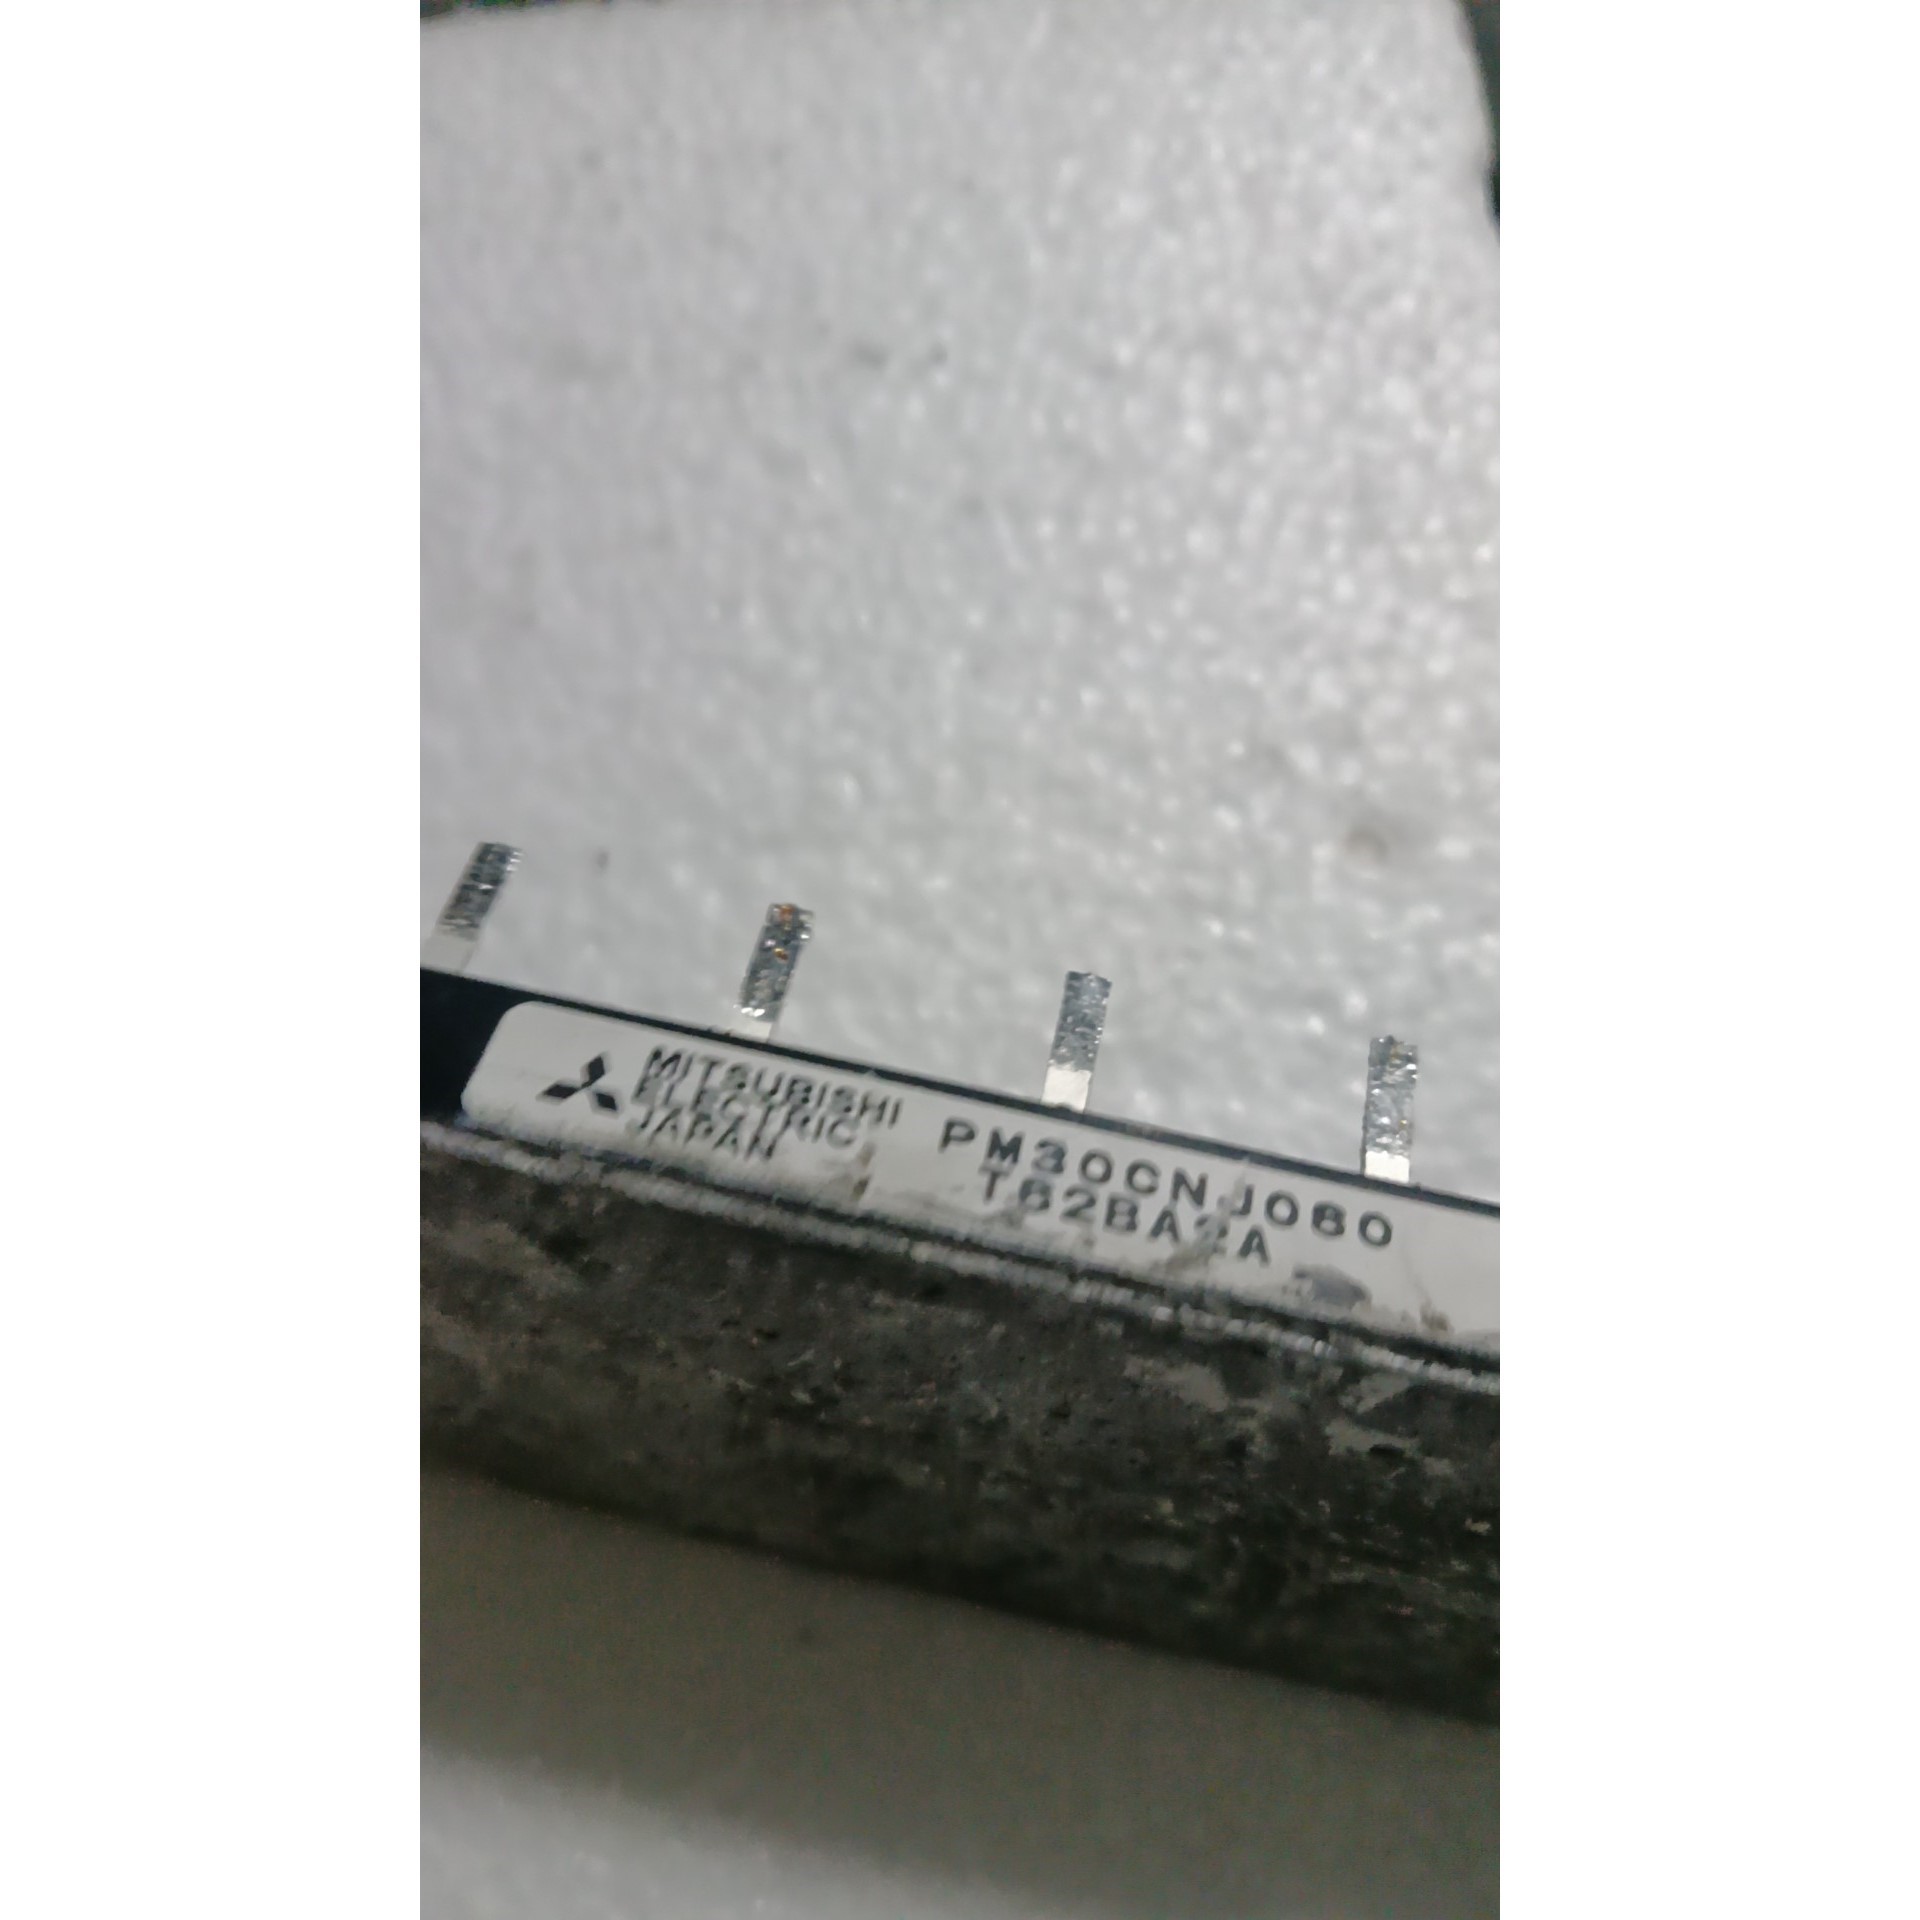 MITSUBISHI
ELECTRIC
JAPAN
PM30CNJ060
T62BA2A